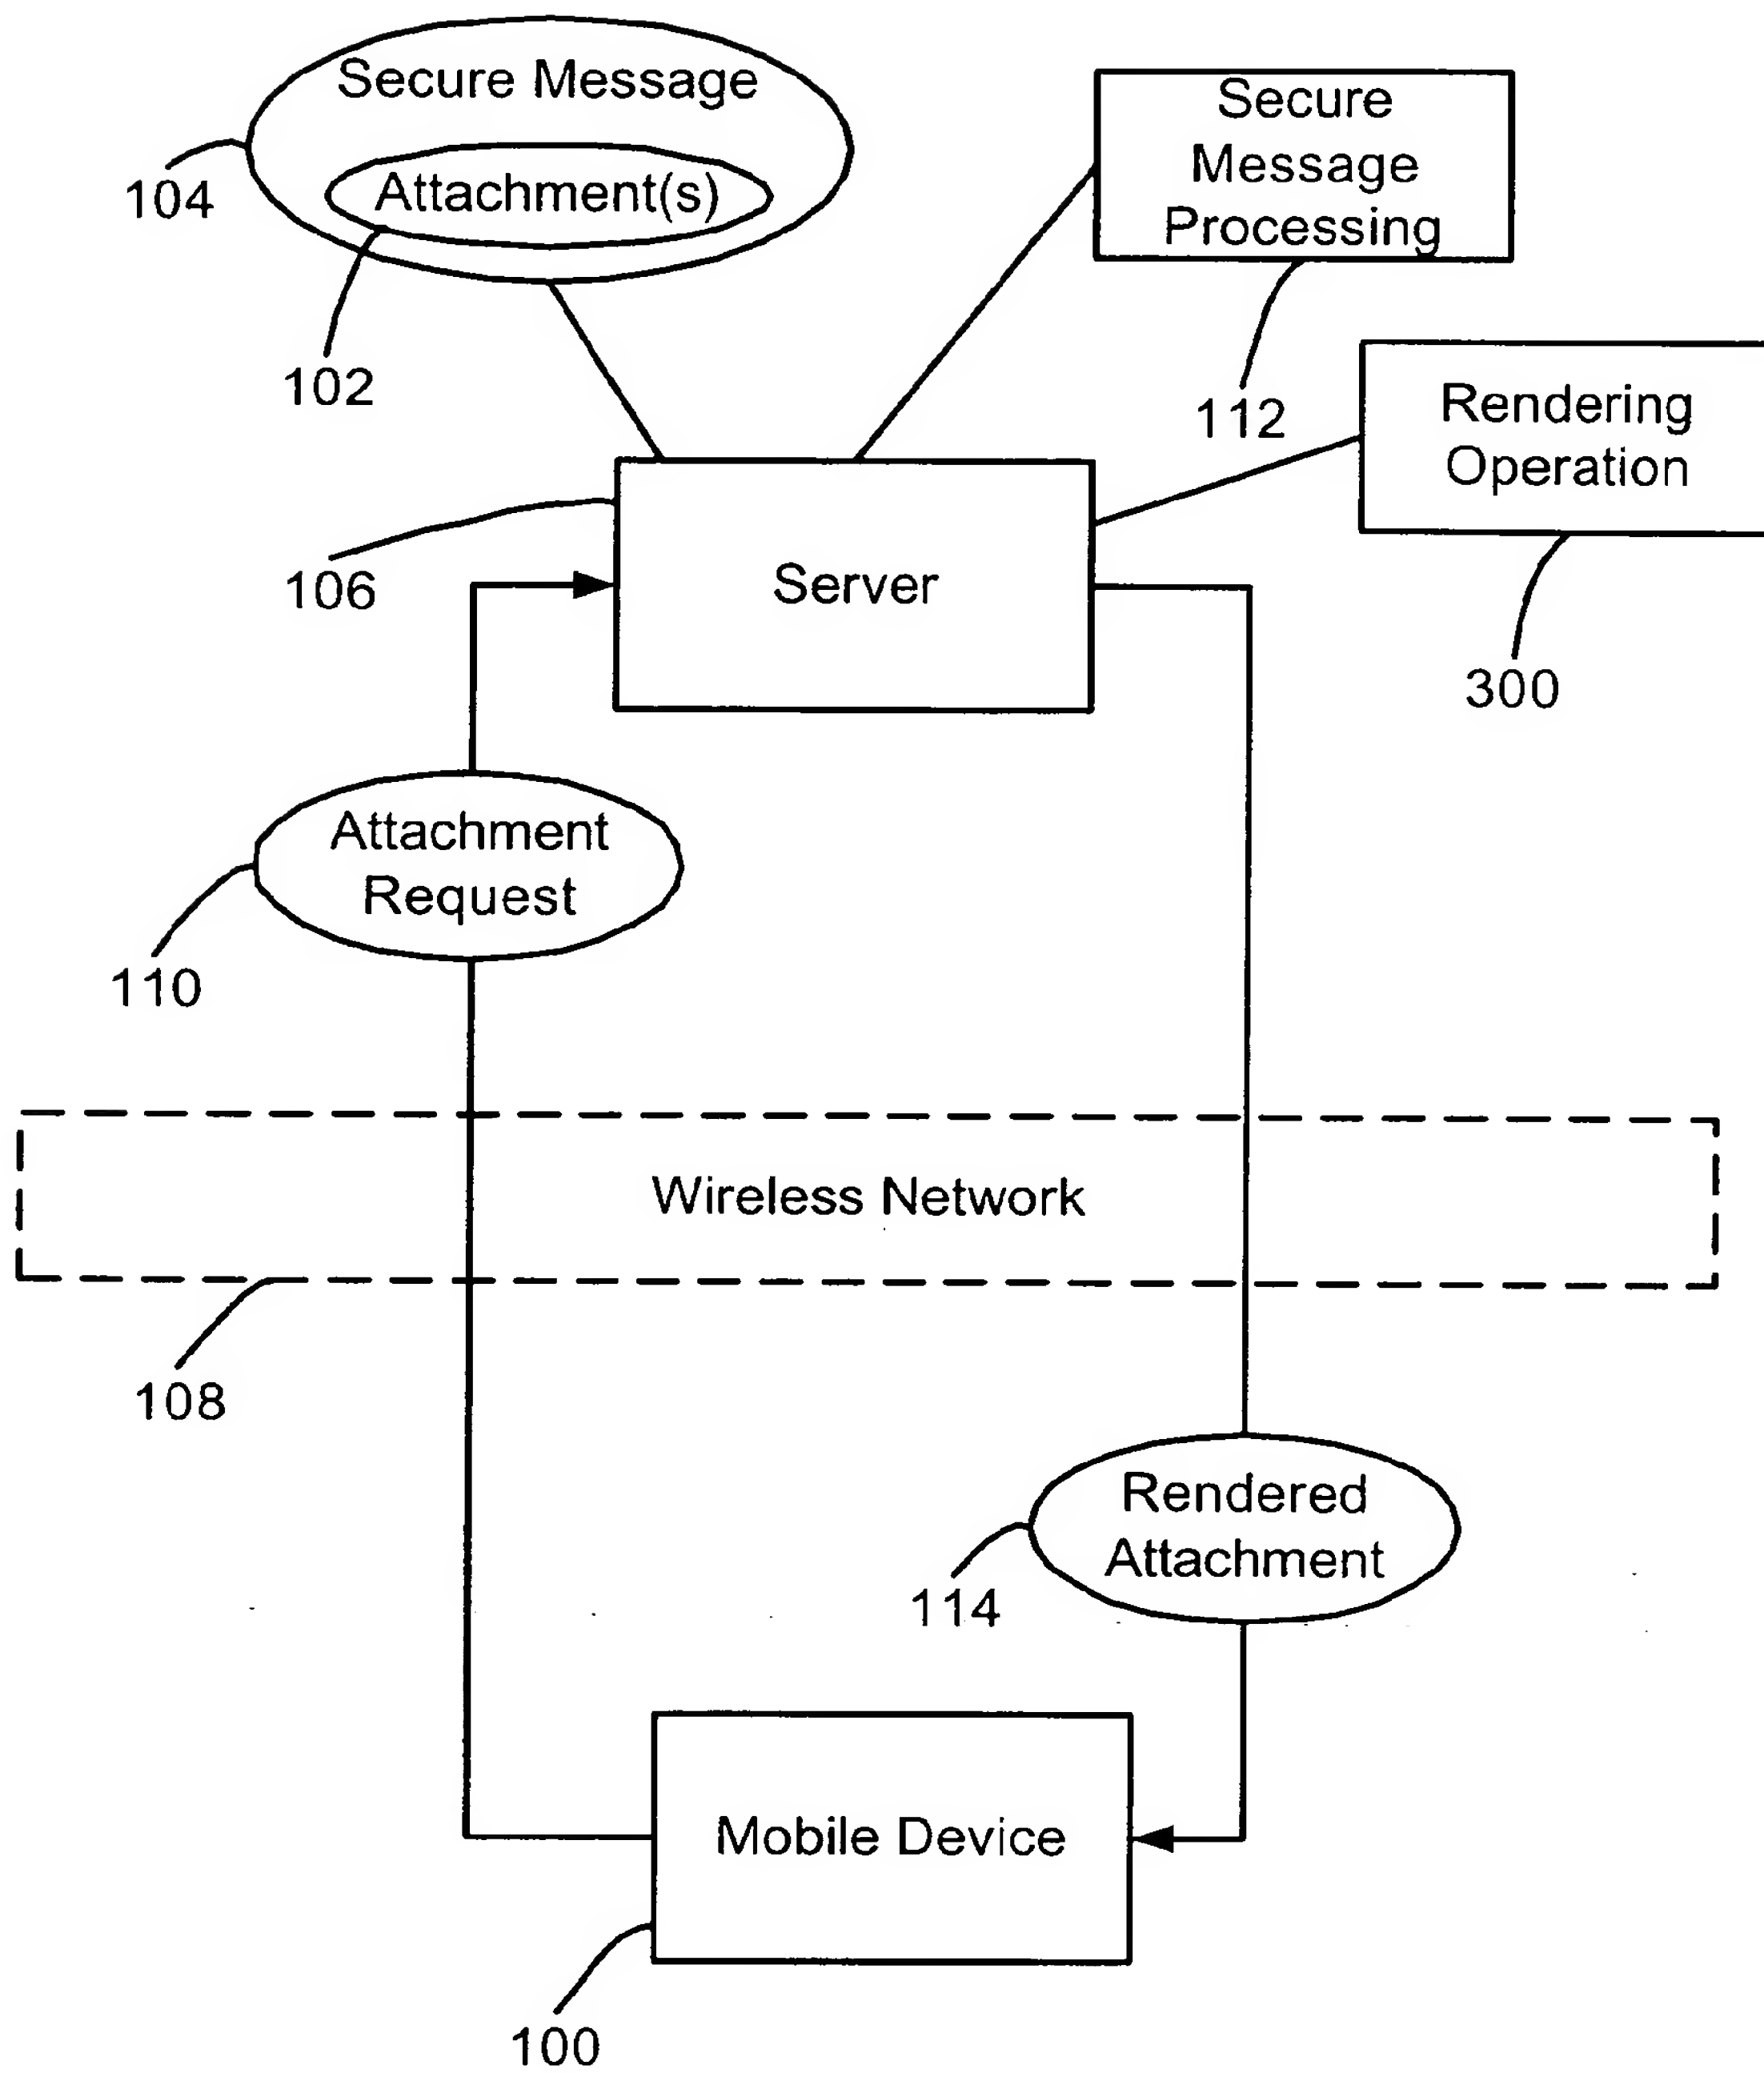 Secure Message
Attachment(s)
104
102
Secure
Message
Processing
112
Rendering
Operation
300
106
Server
Attachment
Request
110
Wireless Network
108
Rendered
Attachment
114
Mobile Device
100